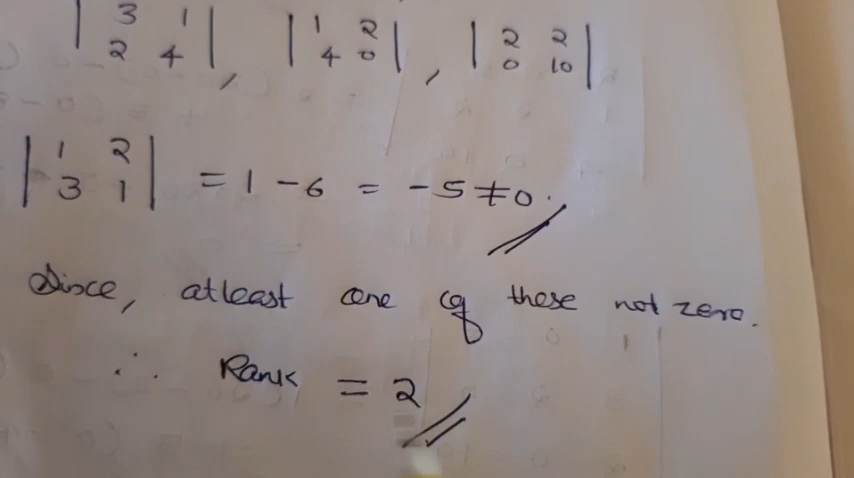 | 3 1 | | 1 2 | | 2 2 |
| 2 4 | , | 4 0 | , | 0 10 |
| 1 2 |
| 3 1 | = 1 - 6 = -5 ≠ 0.
Since, atleast one of these not zero.
∴ Rank = 2